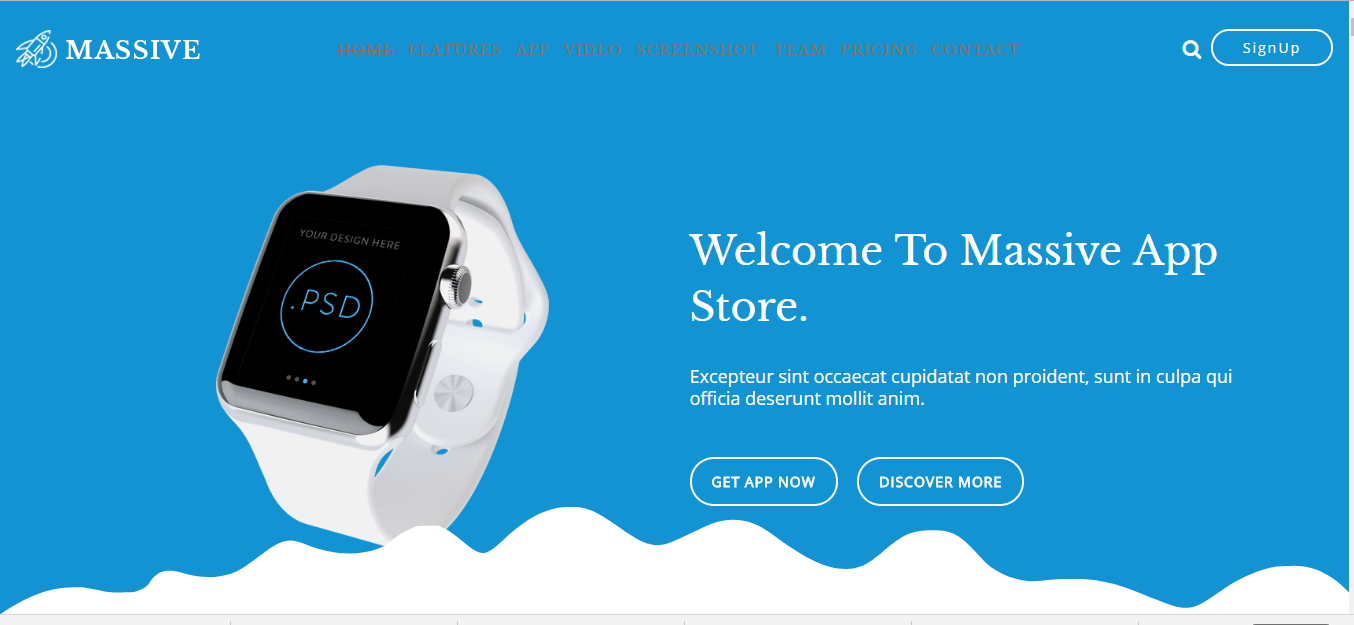 MASSIVE
HOME FEATURES APP VIDEO SCREENSHOT TEAM PRICING CONTACT
SignUp
YOUR DESIGN HERE
.PSD
Welcome To Massive App
Store.
Excepteur sint occaecat cupidatat non proident, sunt in culpa qui
officia deserunt mollit anim.
GET APP NOW
DISCOVER MORE